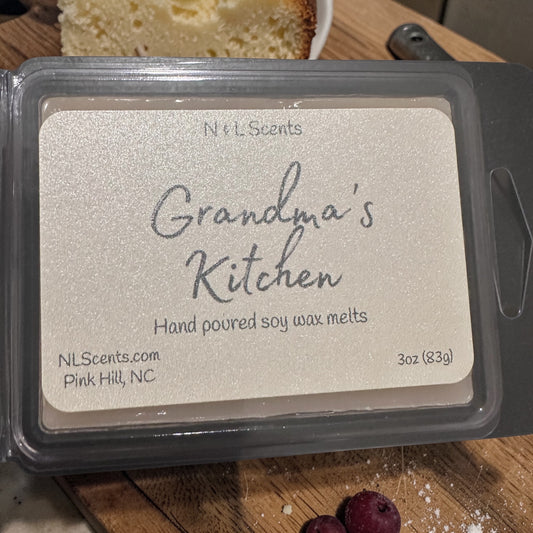 N & L Scents
Grandma's
Kitchen
Hand poured soy wax melts
NLScents.com
Pink Hill, NC
3oz (83g)